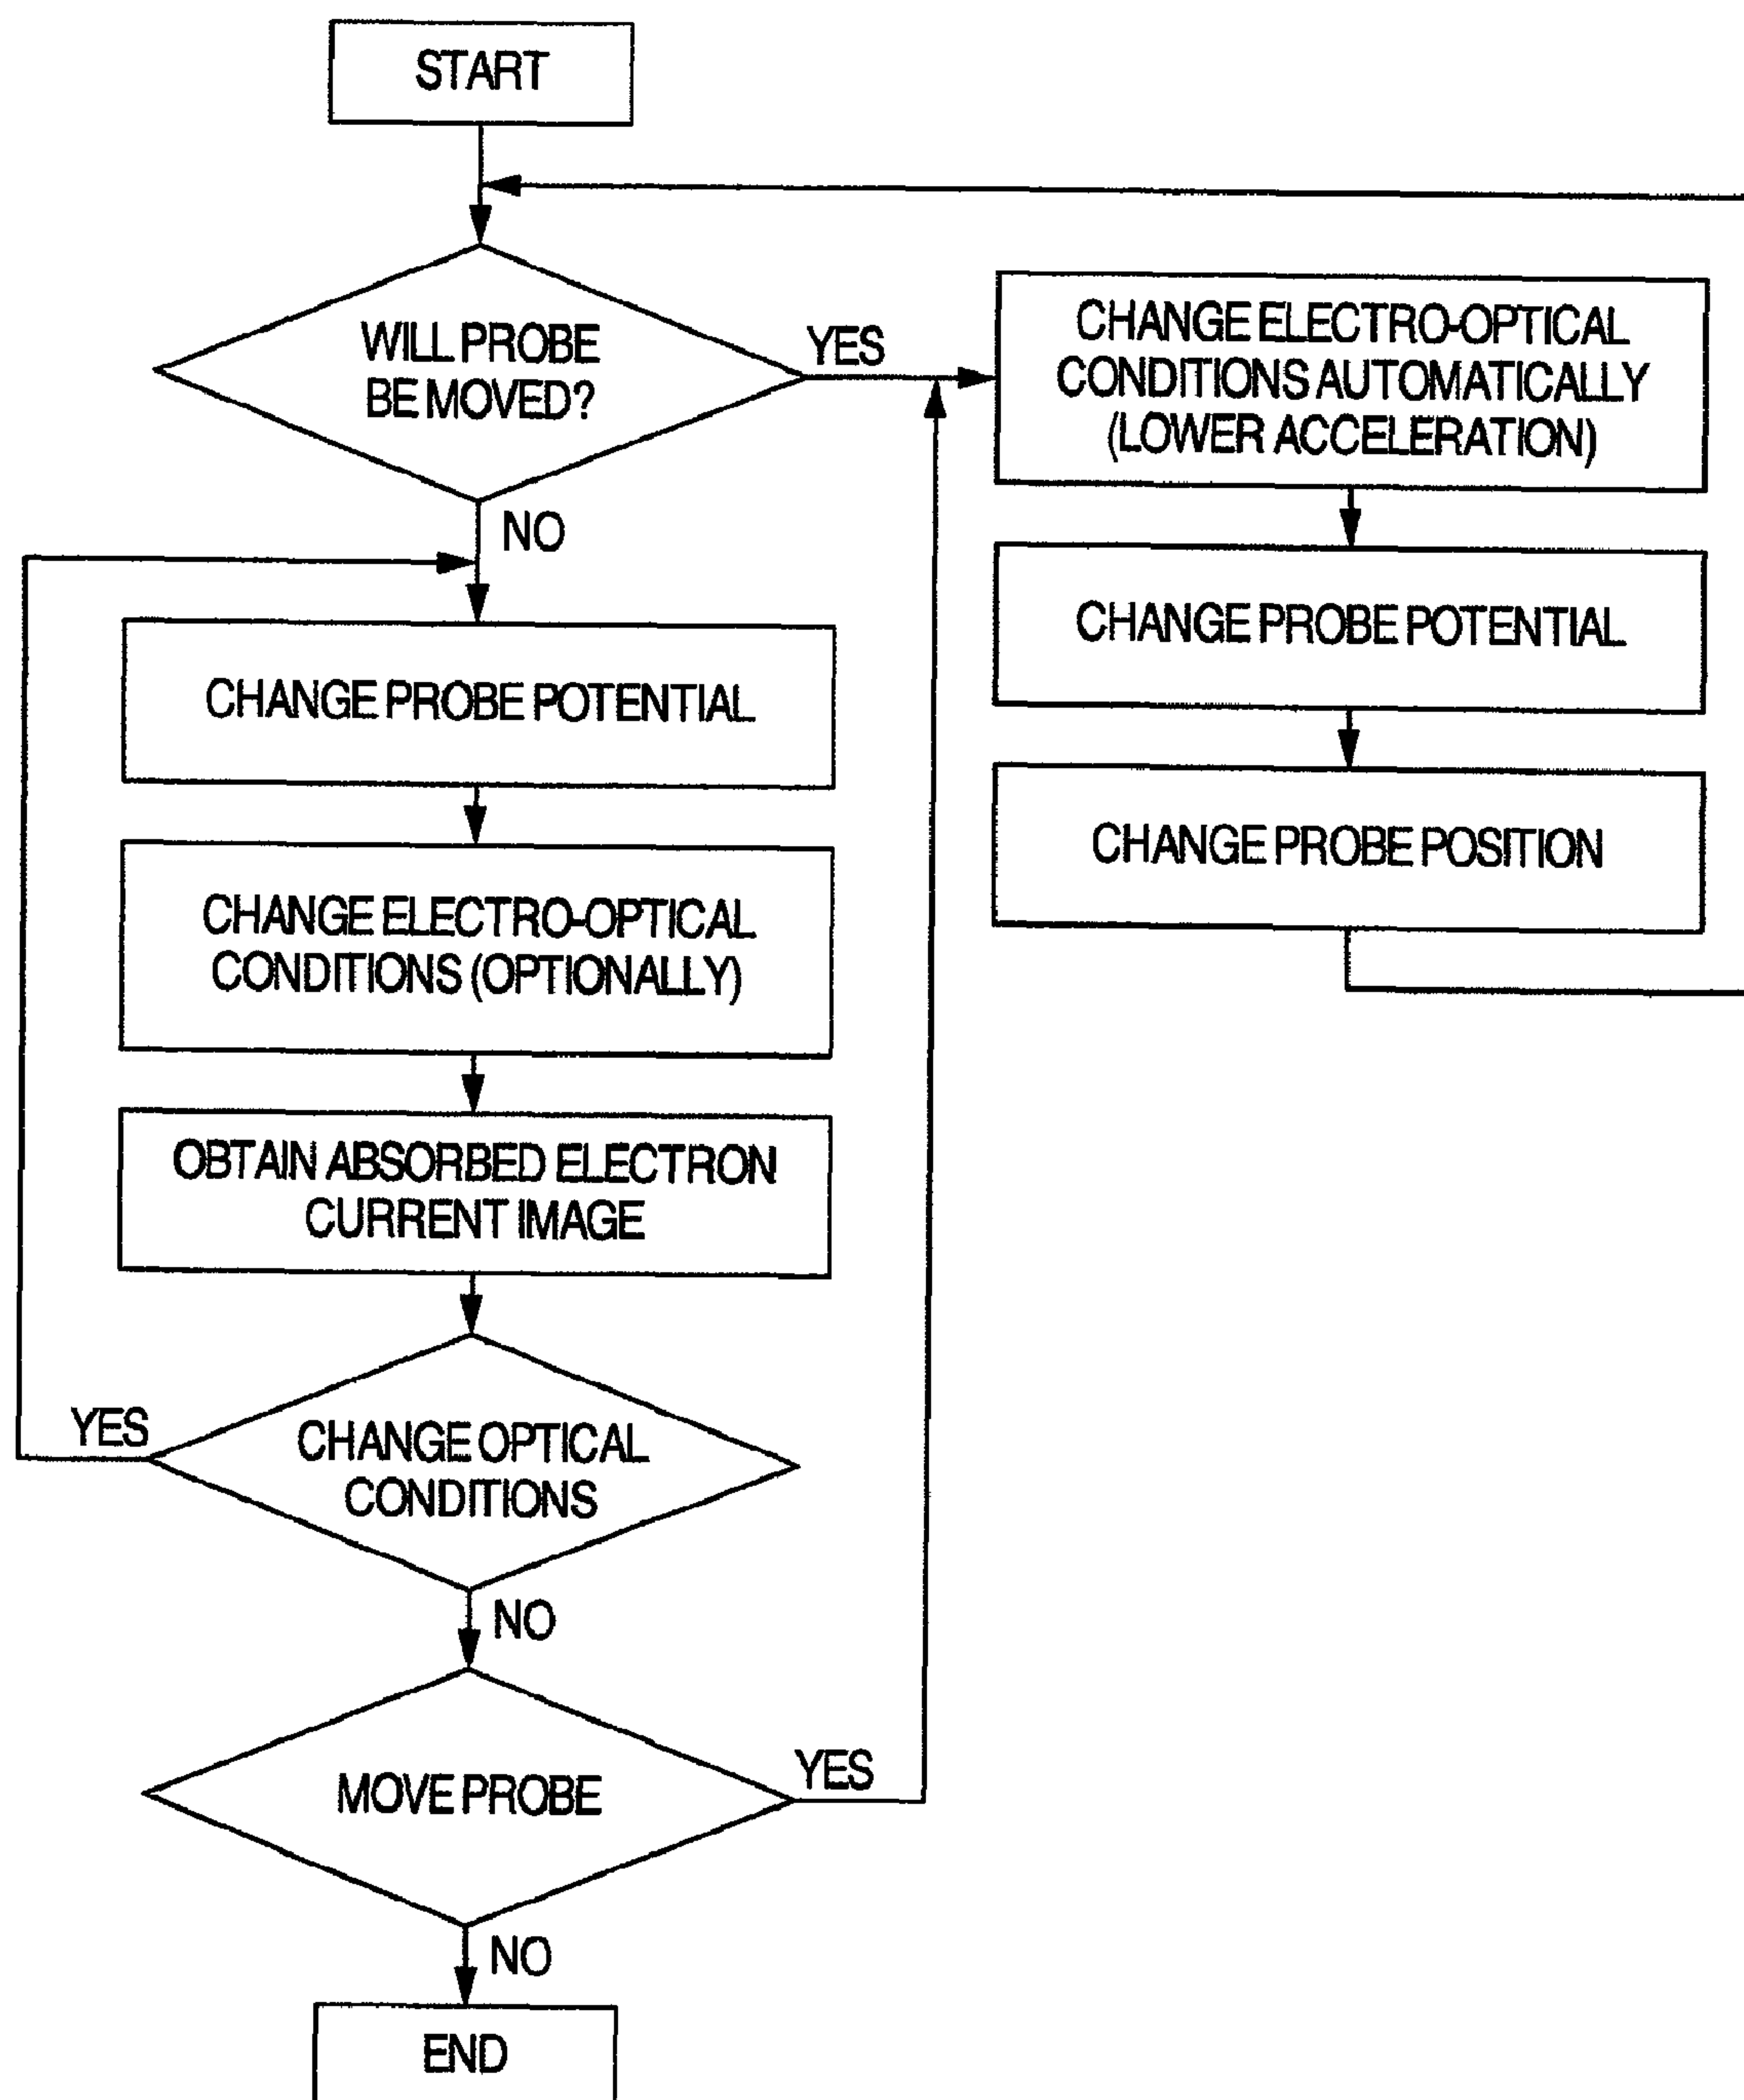 START
WILL PROBE
BE MOVED?
YES
CHANGE ELECTRO-OPTICAL
CONDITIONS AUTOMATICALLY
(LOWER ACCELERATION)
CHANGE PROBE POTENTIAL
CHANGE PROBE POSITION
NO
CHANGE PROBE POTENTIAL
CHANGE ELECTRO-OPTICAL
CONDITIONS (OPTIONALLY)
OBTAIN ABSORBED ELECTRON
CURRENT IMAGE
YES
CHANGE OPTICAL
CONDITIONS
NO
MOVE PROBE
YES
NO
END